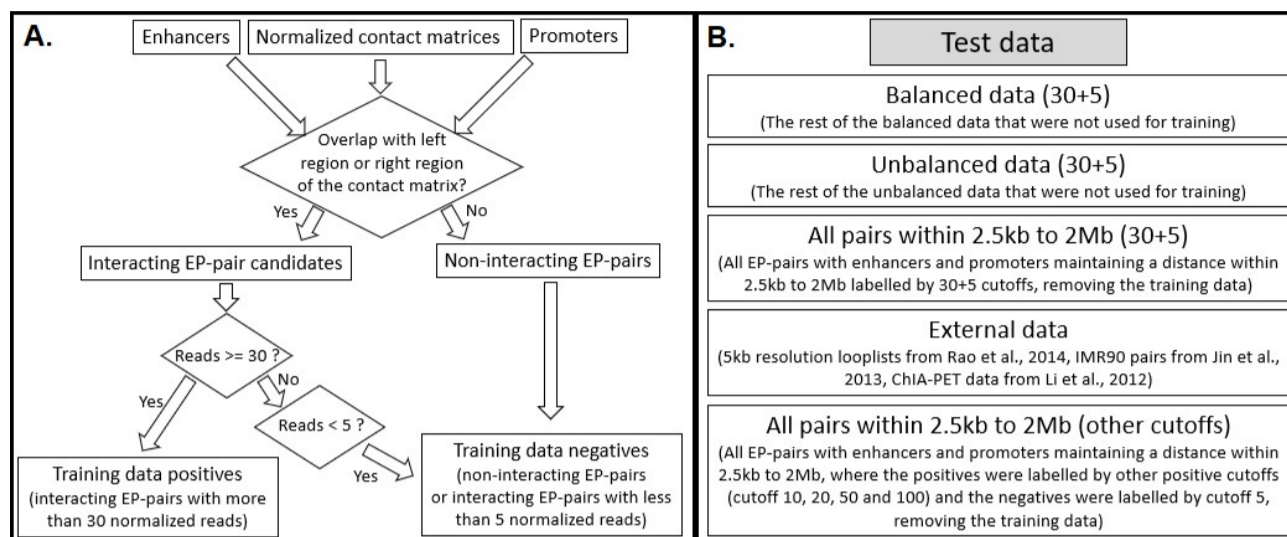 A.
Enhancers
Normalized contact matrices
Promoters
Overlap with left
region or right region
of the contact matrix?
Yes
No
Interacting EP-pair candidates
Non-interacting EP-pairs
Reads >= 30 ?
Yes
No
Reads < 5 ?
Yes
Training data positives
(interacting EP-pairs with more
than 30 normalized reads)
Training data negatives
(non-interacting EP-pairs
or interacting EP-pairs with less
than 5 normalized reads)
B.
Test data
Balanced data (30+5)
(The rest of the balanced data that were not used for training)
Unbalanced data (30+5)
(The rest of the unbalanced data that were not used for training)
All pairs within 2.5kb to 2Mb (30+5)
(All EP-pairs with enhancers and promoters maintaining a distance within
2.5kb to 2Mb labelled by 30+5 cutoffs, removing the training data)
External data
(5kb resolution looplists from Rao et al., 2014, IMR90 pairs from Jin et al.,
2013, ChIA-PET data from Li et al., 2012)
All pairs within 2.5kb to 2Mb (other cutoffs)
(All EP-pairs with enhancers and promoters maintaining a distance within
2.5kb to 2Mb, where the positives were labelled by other positive cutoffs
(cutoff 10, 20, 50 and 100) and the negatives were labelled by cutoff 5,
removing the training data)